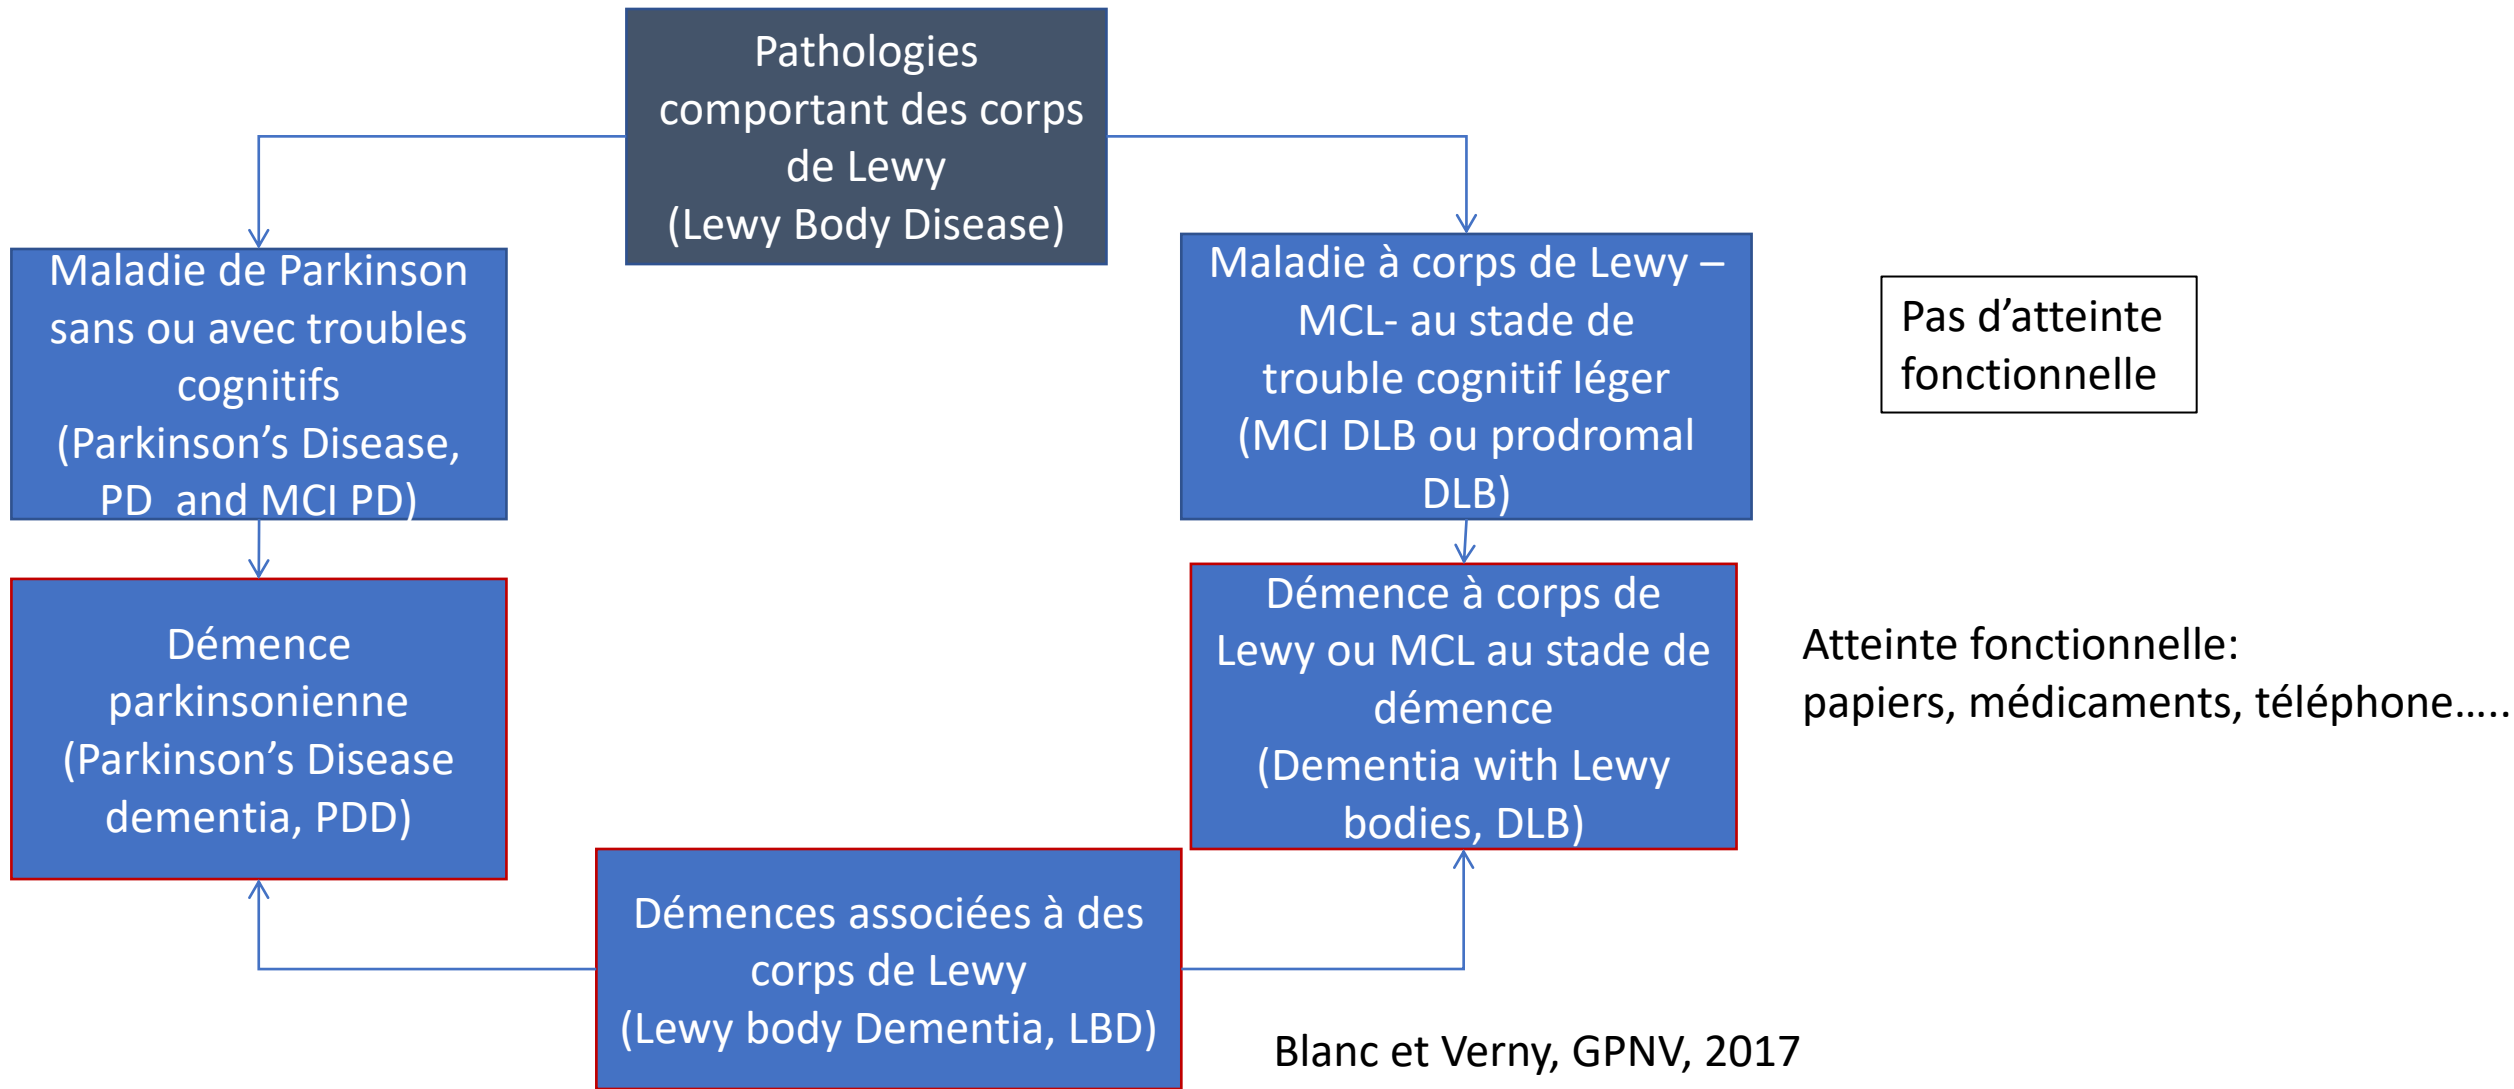 Pathologies
comportant des corps
de Lewy
(Lewy Body Disease)
Maladie de Parkinson
sans ou avec troubles
cognitifs
(Parkinson’s Disease,
PD  and MCI PD)
Maladie à corps de Lewy –
MCL- au stade de
trouble cognitif léger
(MCI DLB ou prodromal
DLB)
Pas d’atteinte
fonctionnelle
Démence
parkinsonienne
(Parkinson’s Disease
dementia, PDD)
Démence à corps de
Lewy ou MCL au stade de
démence
(Dementia with Lewy
bodies, DLB)
Atteinte fonctionnelle:
papiers, médicaments, téléphone…..
Démences associées à des
corps de Lewy
(Lewy body Dementia, LBD)
Blanc et Verny, GPNV, 2017